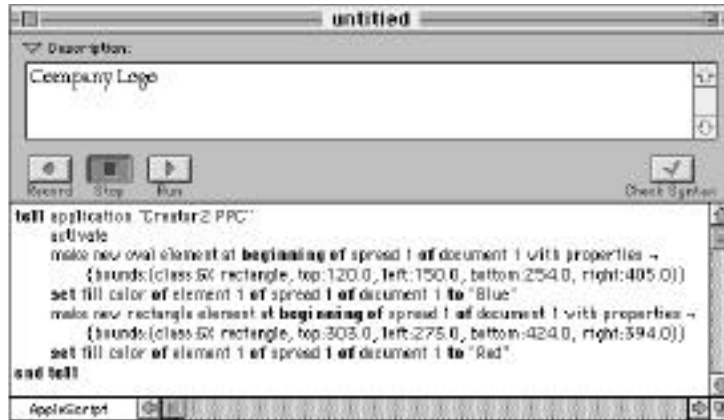 untitled
Description:
Company Logo
Record Stop Run Check Syntax
tell application "Creator2 PPC"
activate
make new oval element at beginning of spread 1 of document 1 with properties ¬
{bounds:{class:GX rectangle, top:120.0, left:150.0, bottom:254.0, right:405.0}}
set fill color of element 1 of spread 1 of document 1 to "Blue"
make new rectangle element at beginning of spread 1 of document 1 with properties ¬
{bounds:{class:GX rectangle, top:303.0, left:275.0, bottom:424.0, right:394.0}}
set fill color of element 1 of spread 1 of document 1 to "Red"
end tell
AppleScript